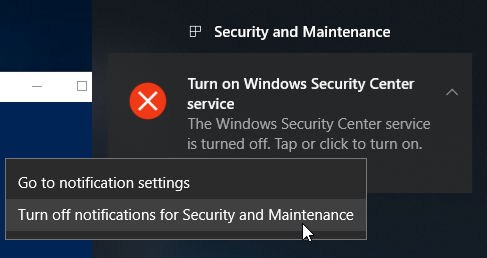 Security and Maintenance
Turn on Windows Security Center
service
The Windows Security Center service
is turned off. Tap or click to turn on.
Go to notification settings
Turn off notifications for Security and Maintenance